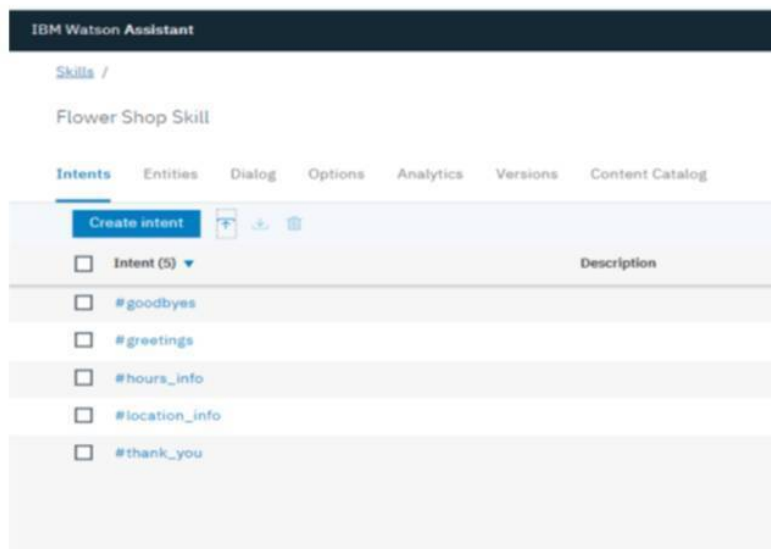 IBM Watson Assistant
Skills /
Flower Shop Skill
Intents Entities Dialog Options Analytics Versions Content Catalog
Create intent
Intent (5) Description
#goodbyes
#greetings
#hours_info
#location_info
#thank_you